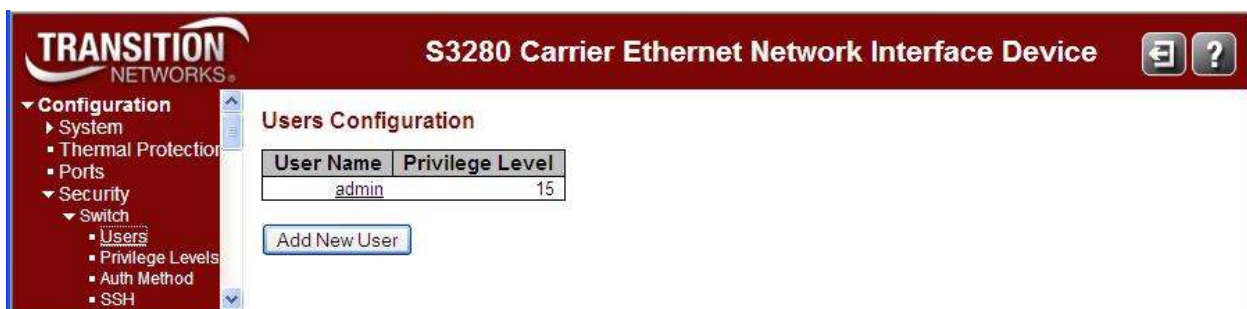 TRANSITION
NETWORKS®
S3280 Carrier Ethernet Network Interface Device
?
Configuration
System
Thermal Protection
Ports
Security
Switch
Users
Privilege Levels
Auth Method
SSH
Users Configuration
User Name Privilege Level
admin 15
Add New User